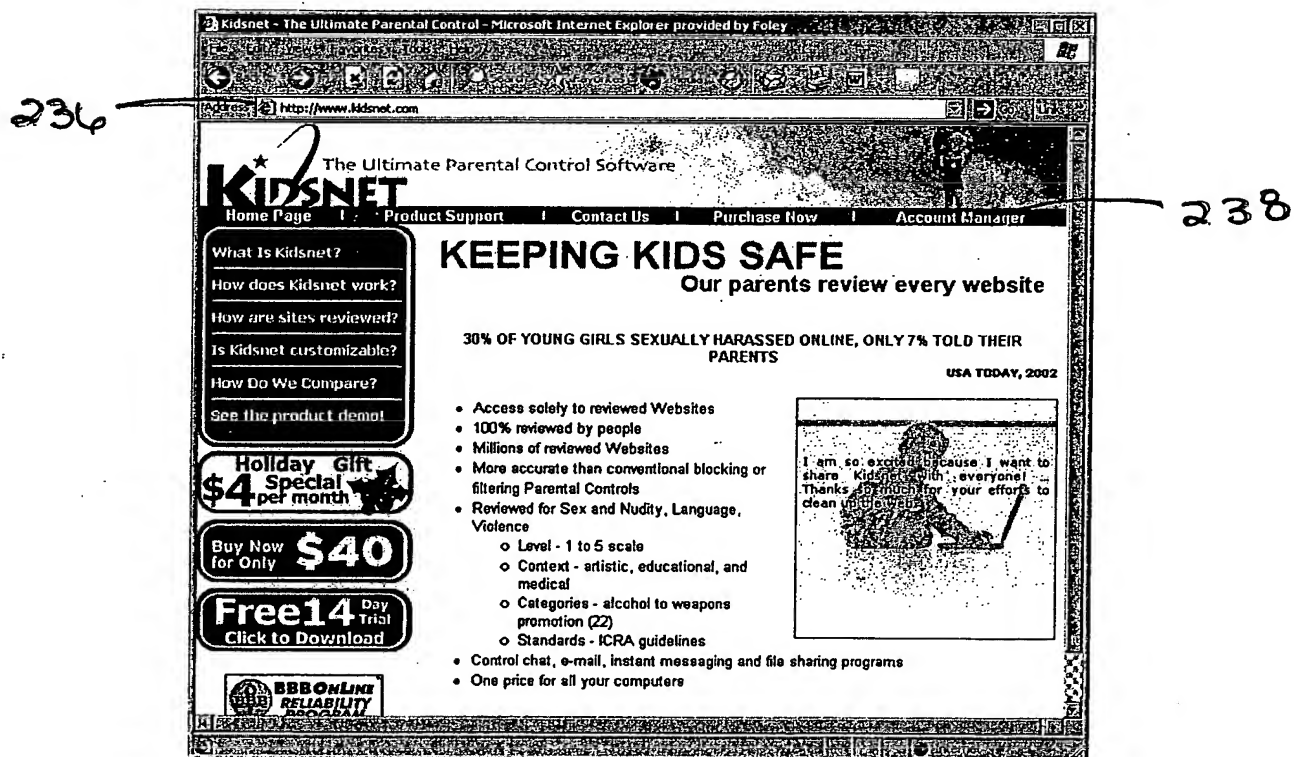 Kidsnet - The Ultimate Parental Control - Microsoft Internet Explorer provided by Foley
236
Address http://www.kidsnet.com
Go
KIDSNET
The Ultimate Parental Control Software
Home Page | Product Support | Contact Us | Purchase Now | Account Manager
238
What Is Kidsnet?
How does Kidsnet work?
How are sites reviewed?
Is Kidsnet customizable?
How Do We Compare?
See the product demo!
Holiday Gift
$4 Special
per month
Buy Now
for Only $40
Free 14 Day
Trial
Click to Download
BBBOnLine
RELIABILITY
PROGRAM
KEEPING KIDS SAFE
Our parents review every website
30% OF YOUNG GIRLS SEXUALLY HARASSED ONLINE, ONLY 7% TOLD THEIR
PARENTS
USA TODAY, 2002
• Access solely to reviewed Websites
• 100% reviewed by people
• Millions of reviewed Websites
• More accurate than conventional blocking or
filtering Parental Controls
• Reviewed for Sex and Nudity, Language,
Violence
o Level - 1 to 5 scale
o Context - artistic, educational, and
medical
o Categories - alcohol to weapons
promotion (22)
o Standards - ICRA guidelines
• Control chat, e-mail, instant messaging and file sharing programs
• One price for all your computers
I am so excited because I want to
share Kidsnet with everyone!
Thanks so much for your efforts to
clean up the web